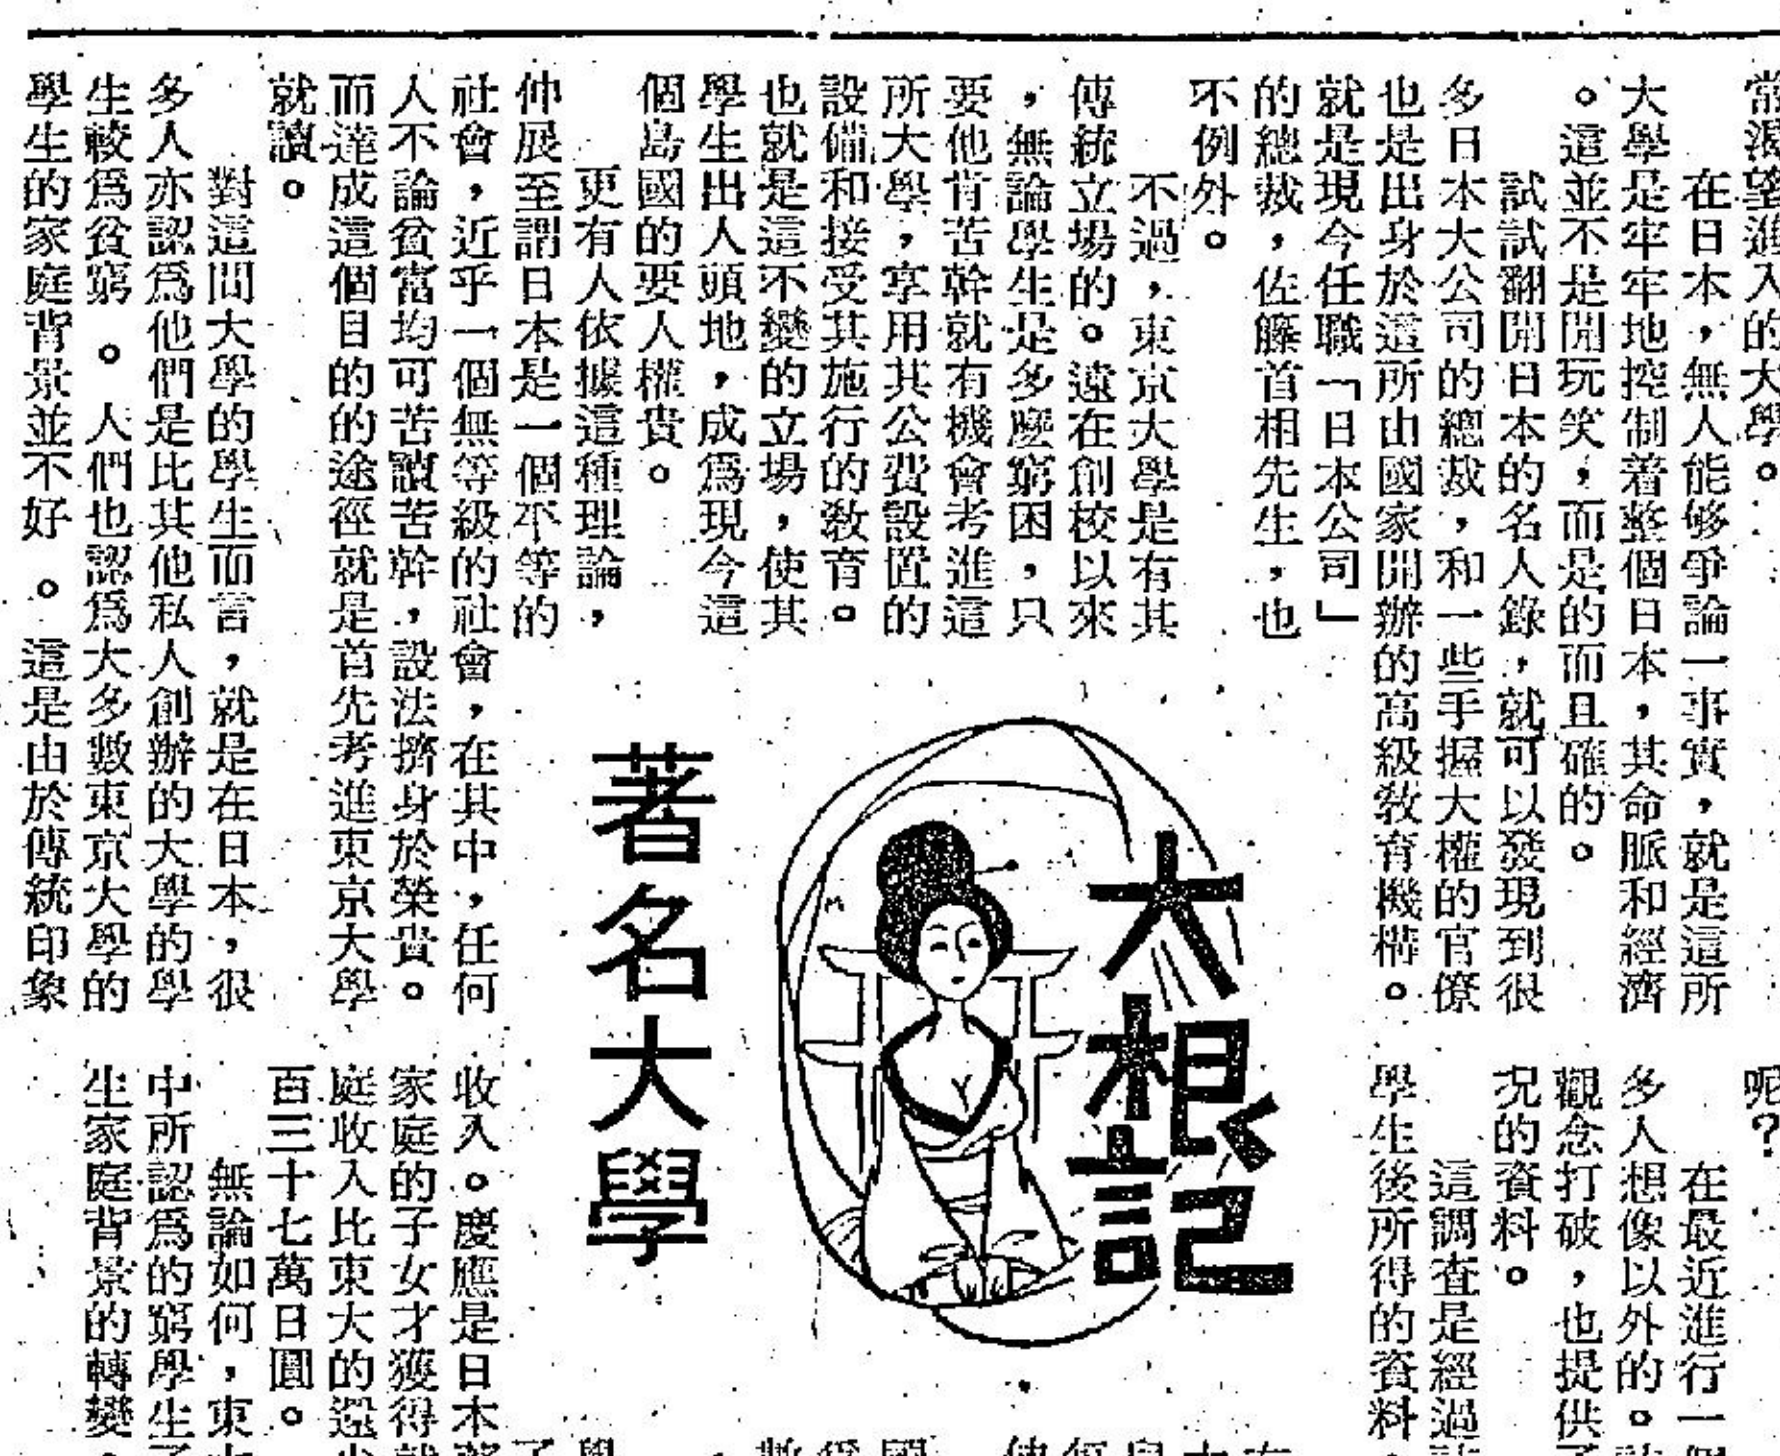 常渴望進入的大學。
在日本，無人能够爭論一事實，就是這所
大學是牢牢地控制着整個日本，其命脈和經濟
。這並不是開玩笑，而是的而且確的。
試試翻開日本的名人錄，就可以發現到很
多日本大公司的總裁，和一些手握大權的官僚
也是出身於這所由國家開辦的高級敎育機構。
就是現今任職「日本公司」
的總裁，佐籐首相先生，也
不例外。
不過，東京大學是有其
傳統立場的。遠在創校以來
，無論學生是多麽窮困，只
要他肯苦幹就有機會考進這
所大學，享用其公費設置的
設備和接受其施行的敎育。
也就是這不變的立場，使其
學生出人頭地，成爲現今這
個島國的要人權貴。
更有人依據這種理論，
伸展至謂日本是一個不等的
社會，近乎一個無等級的社會，在其中，任何
人不論貧富均可苦讀苦幹，設法擠身於榮貴。
而達成這個目的的途徑就是首先考進東京大學
就讀。
對這間大學的學生而言，就是在日本，很
多人亦認爲他們是比其他私人創辦的大學的學
生較爲貧窮。人們也認爲大多數東京大學的
學生的家庭背景並不好。這是由於傳統印象
大根記
著名大學
呢？
在最近進行一
多人想像以外的。
觀念打破，也提供
況的資料。
這調查是經過
學生後所得的資料
收入。慶應是日本
家庭的子女才獲得
庭收入比東大的還
百三十七萬日圓。
無論如何，東
中所認爲的窮學生
生家庭背景的轉變